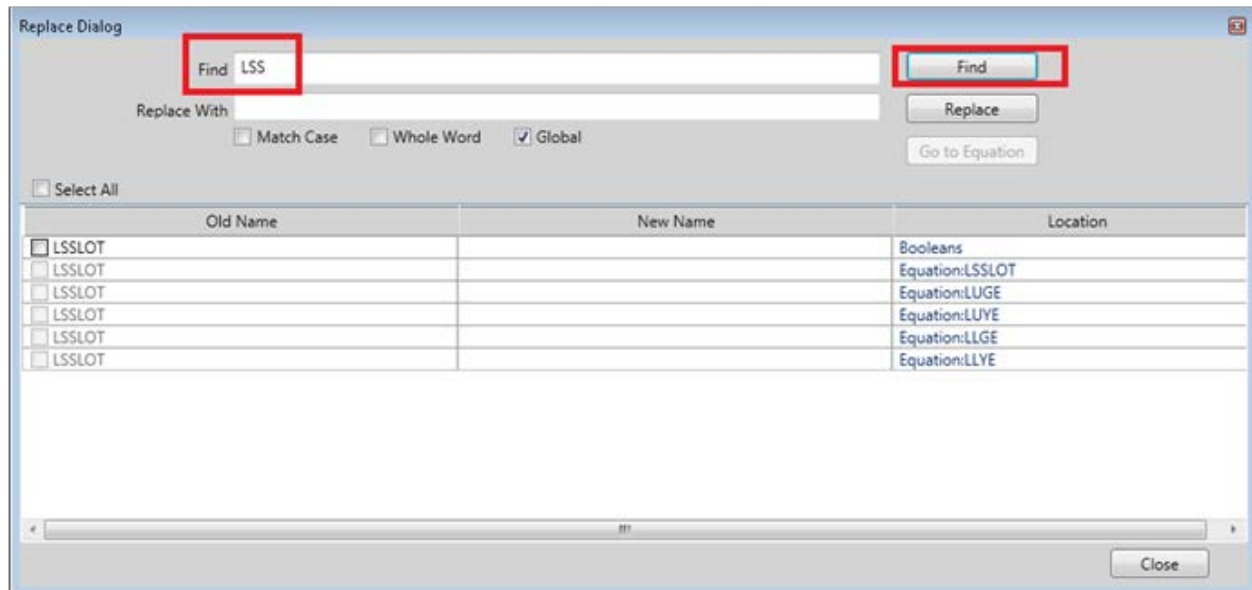 Replace Dialog
Find LSS Find
Replace With Replace
Match Case Whole Word Global
Go to Equation
Select All
Old Name New Name Location
LSSLOT Booleans
LSSLOT Equation:LSSLOT
LSSLOT Equation:LUGE
LSSLOT Equation:LUYE
LSSLOT Equation:LLGE
LSSLOT Equation:LLYE
Close